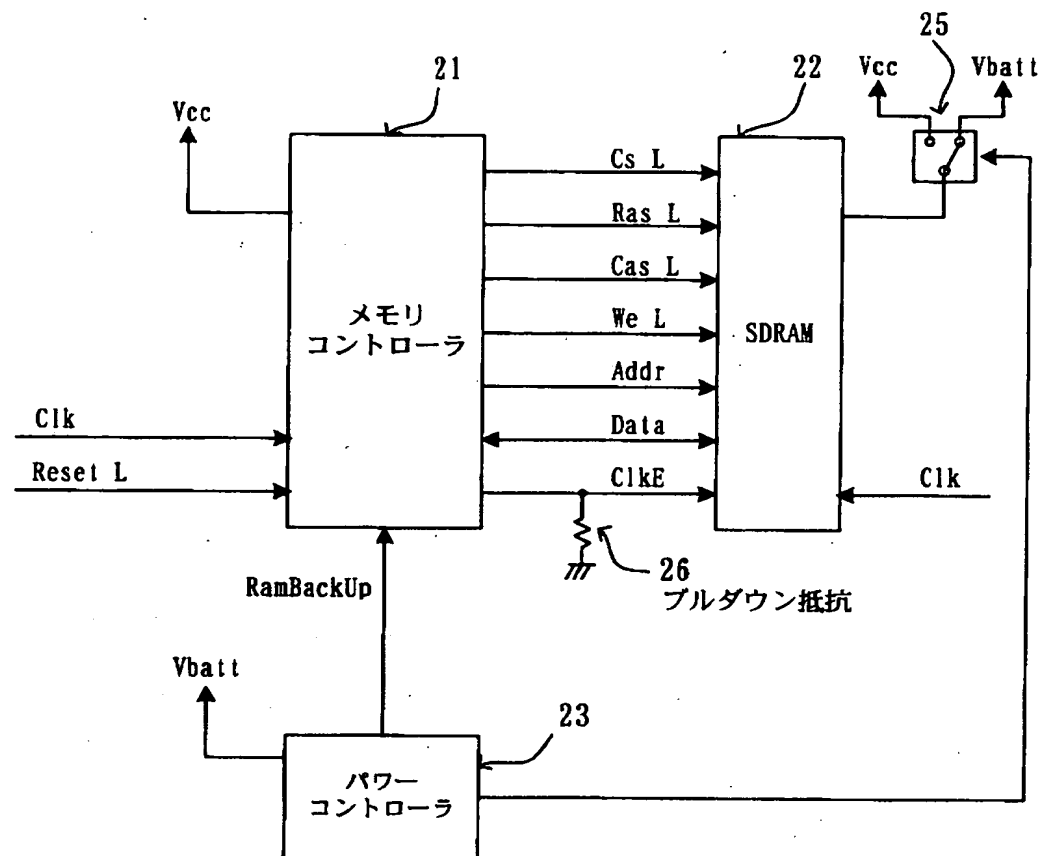 25
21
22
Vcc
Vbatt
Vcc
Cs L
Ras L
Cas L
メモリ
コントローラ
We L
SDRAM
Addr
Clk
Data
Reset L
ClkE
Clk
RamBackUp
26
プルダウン抵抗
Vbatt
23
パワー
コントローラ